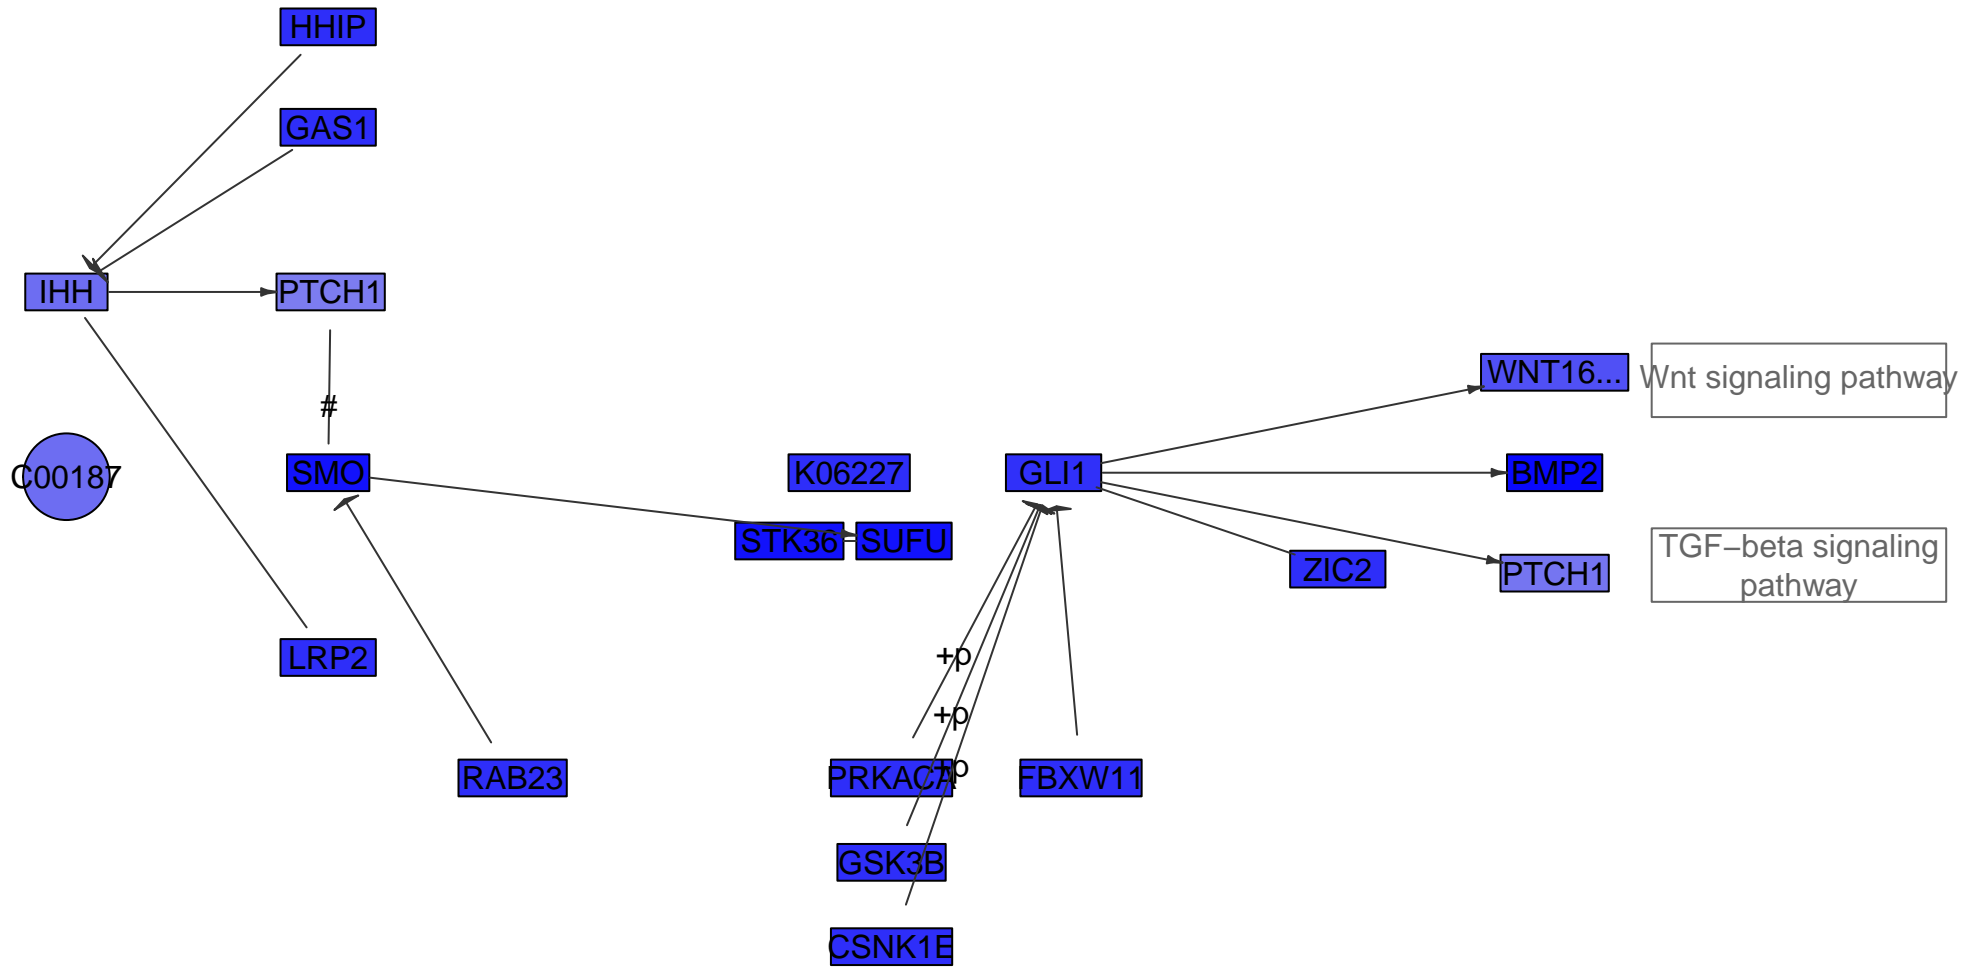 HHIP
GAS1
IHH
PTCH1
WNT16...
Wnt signaling pathway
#
C00187
SMO
K06227
GLI1
BMP2
STK36
SUFU
TGF−beta signaling
pathway
ZIC2
PTCH1
LRP2
+p
+p
+p
RAB23
PRKACA
FBXW11
GSK3B
CSNK1E